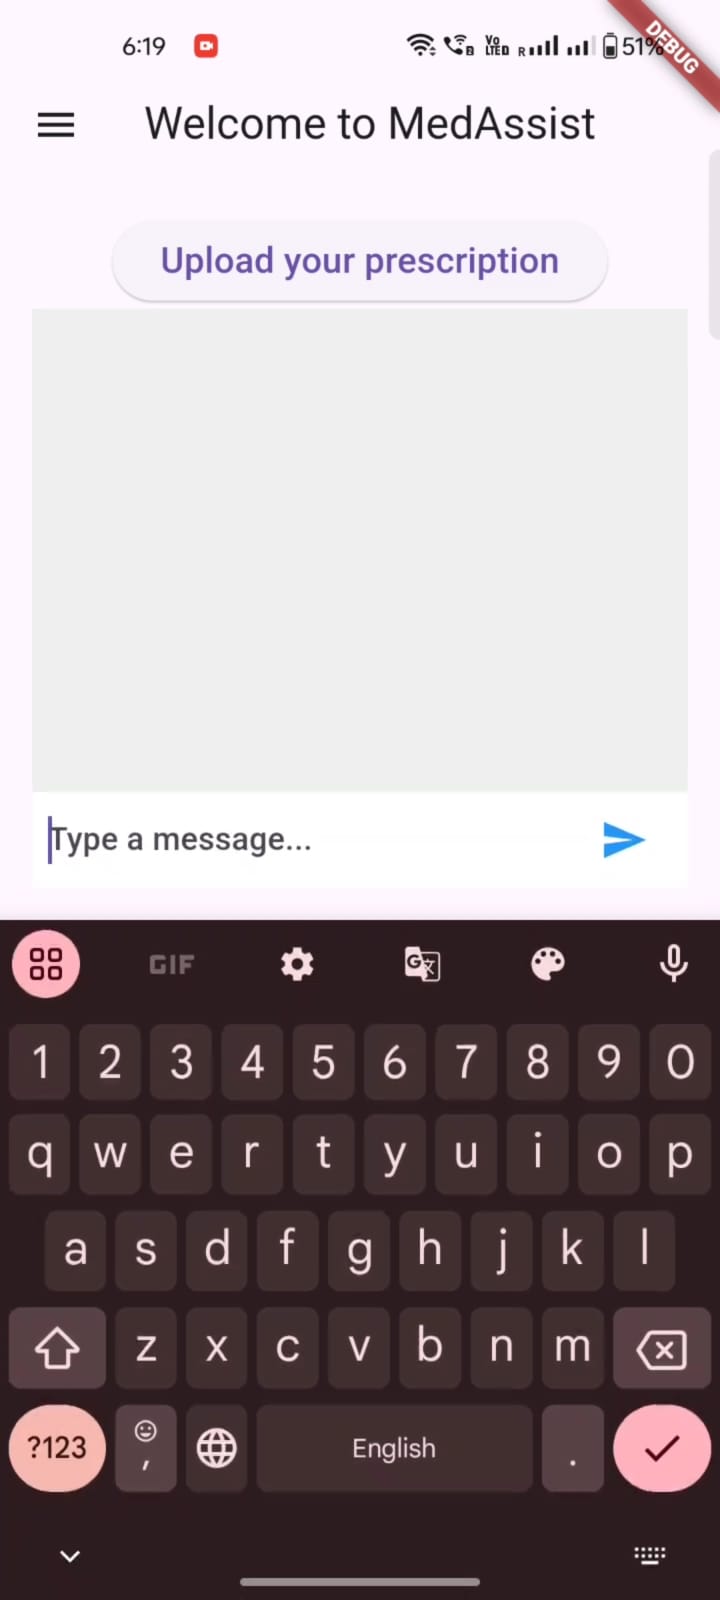 6:19
B
Vo
LTED
R
51%
DEBUG
Welcome to MedAssist
Upload your prescription
Type a message...
GIF
G
1 2 3 4 5 6 7 8 9 0
q w e r t y u i o p
a s d f g h j k l
z x c v b n m
?123 , English .